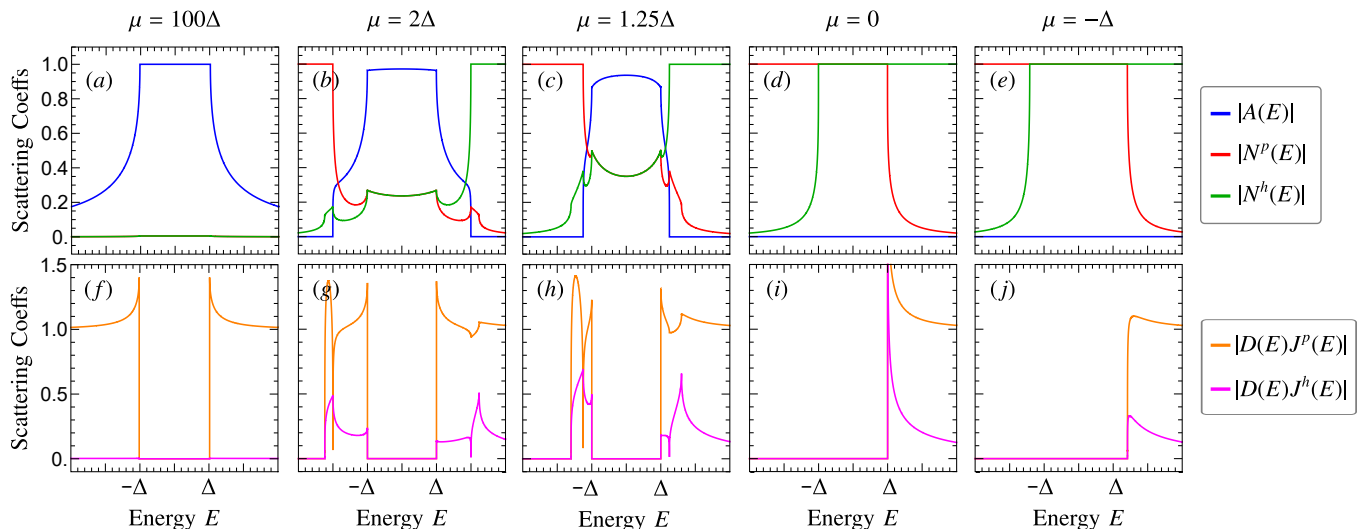 μ = 100Δ
μ = 2Δ
μ = 1.25Δ
μ = 0
μ = −Δ
Scattering Coeffs
1.0
0.8
0.6
0.4
0.2
0.
(a)
(b)
(c)
(d)
(e)
|A(E)|
|N^p(E)|
|N^h(E)|
Scattering Coeffs
1.5
1.0
0.5
0.
(f)
(g)
(h)
(i)
(j)
|D(E)J^p(E)|
|D(E)J^h(E)|
−Δ Δ
−Δ Δ
−Δ Δ
−Δ Δ
−Δ Δ
Energy E
Energy E
Energy E
Energy E
Energy E